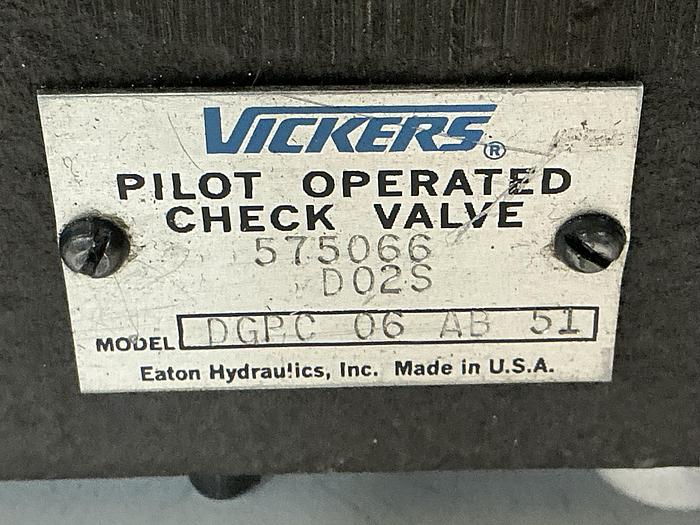 VICKERS®
PILOT OPERATED
CHECK VALVE
575066
D02S
MODEL DGPC 06 AB 51
Eaton Hydraulics, Inc. Made in U.S.A.